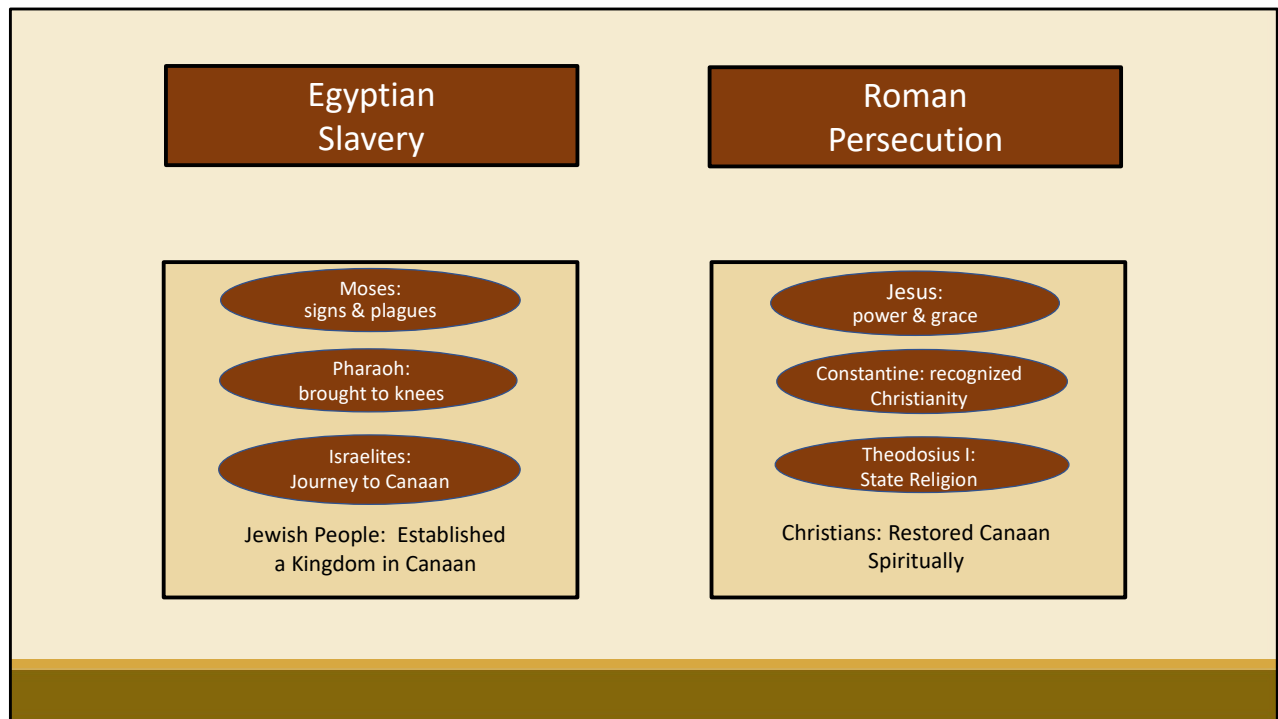 Egyptian
Slavery
Moses:
signs & plagues
Pharaoh:
brought to knees
Israelites:
Journey to Canaan
Jewish People:  Established
a Kingdom in Canaan
Roman
Persecution
Jesus:
power & grace
Constantine: recognized
Christianity
Theodosius I:
State Religion
Christians: Restored Canaan
Spiritually